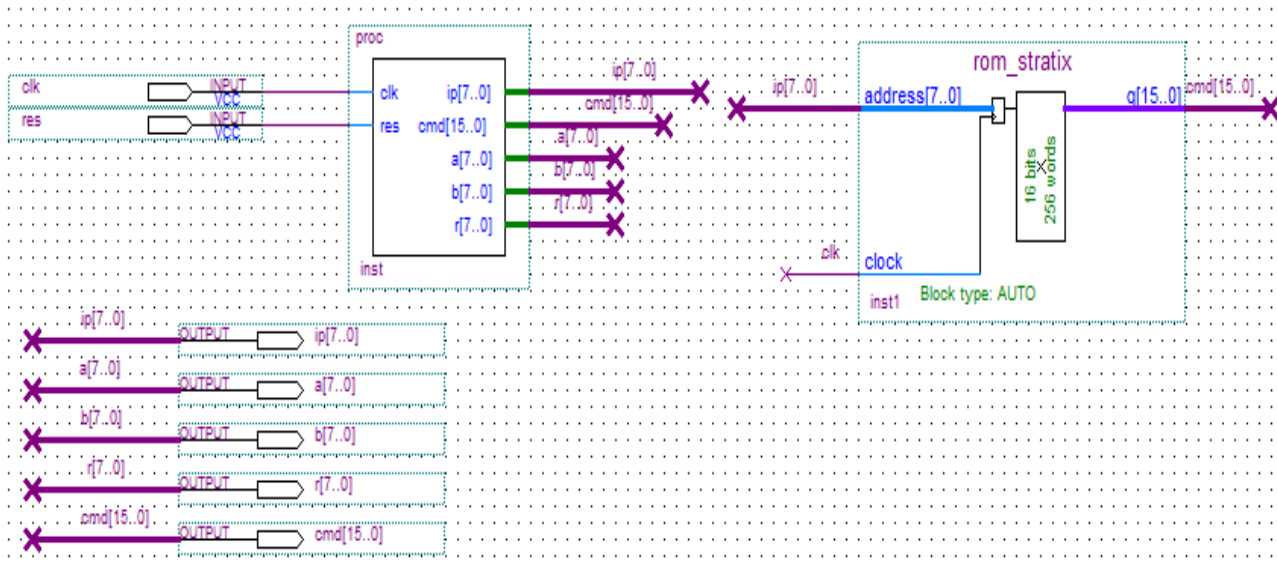 proc
clk INPUT VCC
res INPUT VCC
clk ip[7..0]
res cmd[15..0]
a[7..0]
b[7..0]
r[7..0]
inst
ip[7..0]
cmd[15..0]
a[7..0]
b[7..0]
r[7..0]
rom_stratix
ip[7..0] address[7..0] q[15..0] cmd[15..0]
16 bits
256 words
clk clock
inst1 Block type: AUTO
ip[7..0] OUTPUT ip[7..0]
a[7..0] OUTPUT a[7..0]
b[7..0] OUTPUT b[7..0]
r[7..0] OUTPUT r[7..0]
cmd[15..0] OUTPUT cmd[15..0]